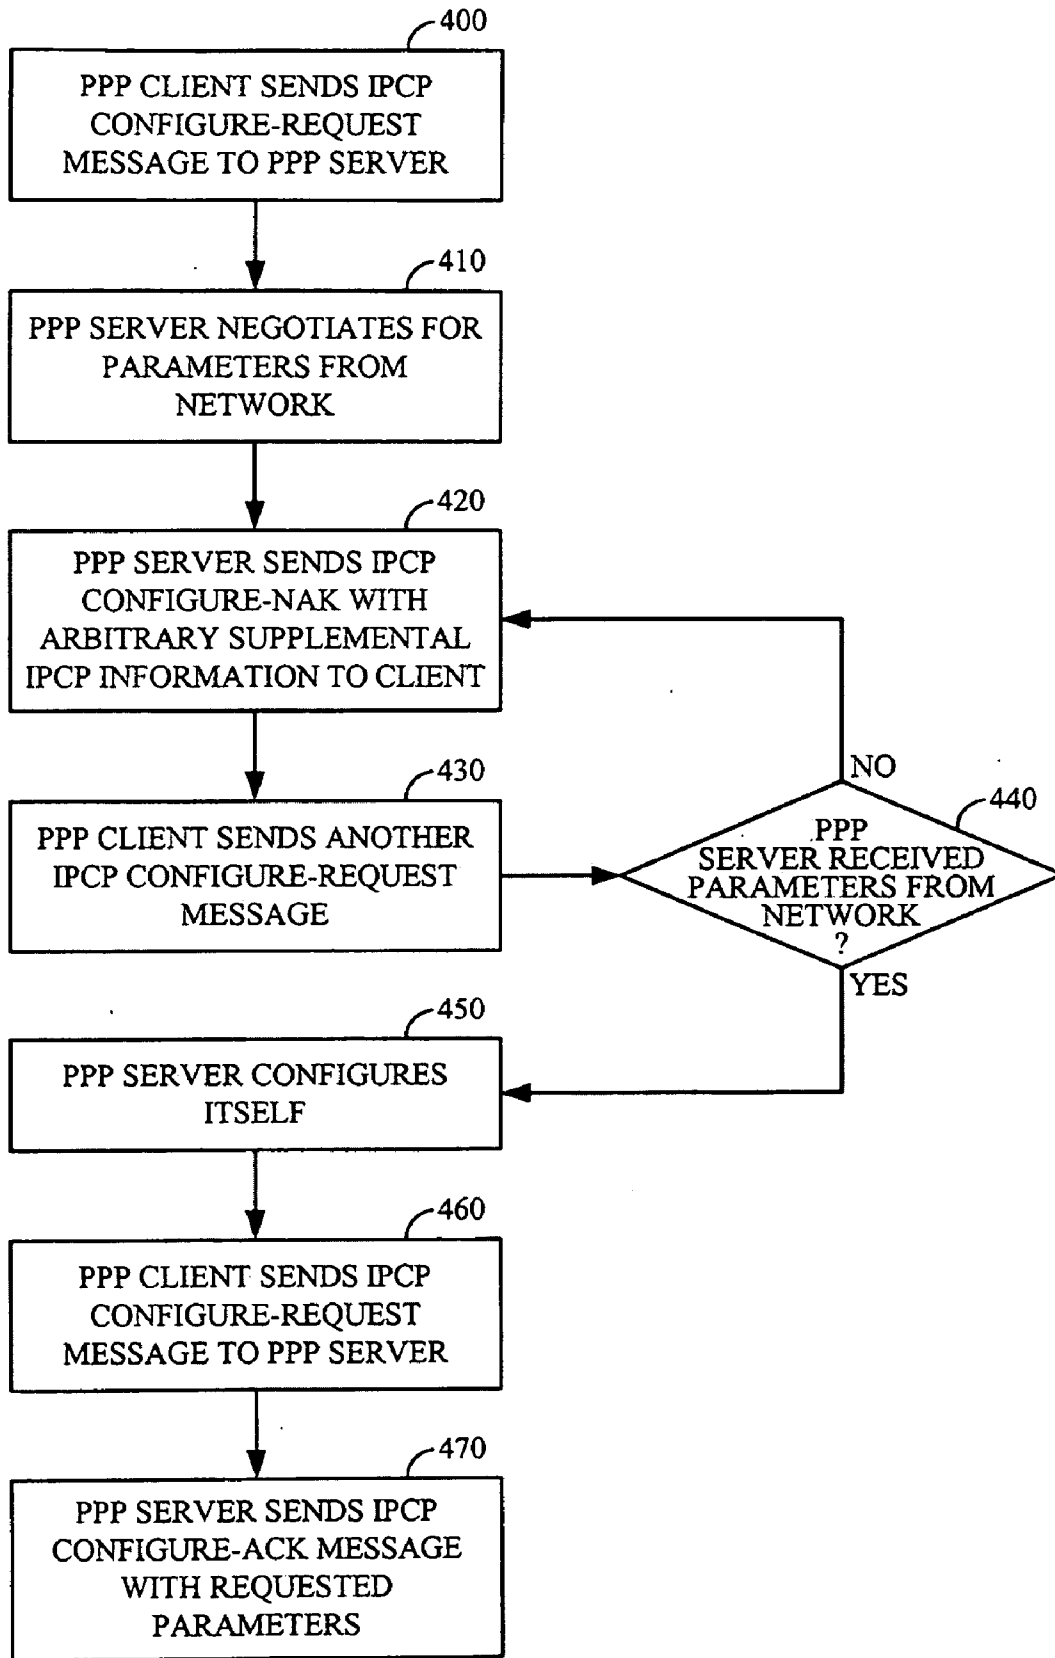 400
PPP CLIENT SENDS IPCP
CONFIGURE-REQUEST
MESSAGE TO PPP SERVER
410
PPP SERVER NEGOTIATES FOR
PARAMETERS FROM
NETWORK
420
PPP SERVER SENDS IPCP
CONFIGURE-NAK WITH
ARBITRARY SUPPLEMENTAL
IPCP INFORMATION TO CLIENT
430
PPP CLIENT SENDS ANOTHER
IPCP CONFIGURE-REQUEST
MESSAGE
NO
440
PPP
SERVER RECEIVED
PARAMETERS FROM
NETWORK
?
YES
450
PPP SERVER CONFIGURES
ITSELF
460
PPP CLIENT SENDS IPCP
CONFIGURE-REQUEST
MESSAGE TO PPP SERVER
470
PPP SERVER SENDS IPCP
CONFIGURE-ACK MESSAGE
WITH REQUESTED
PARAMETERS